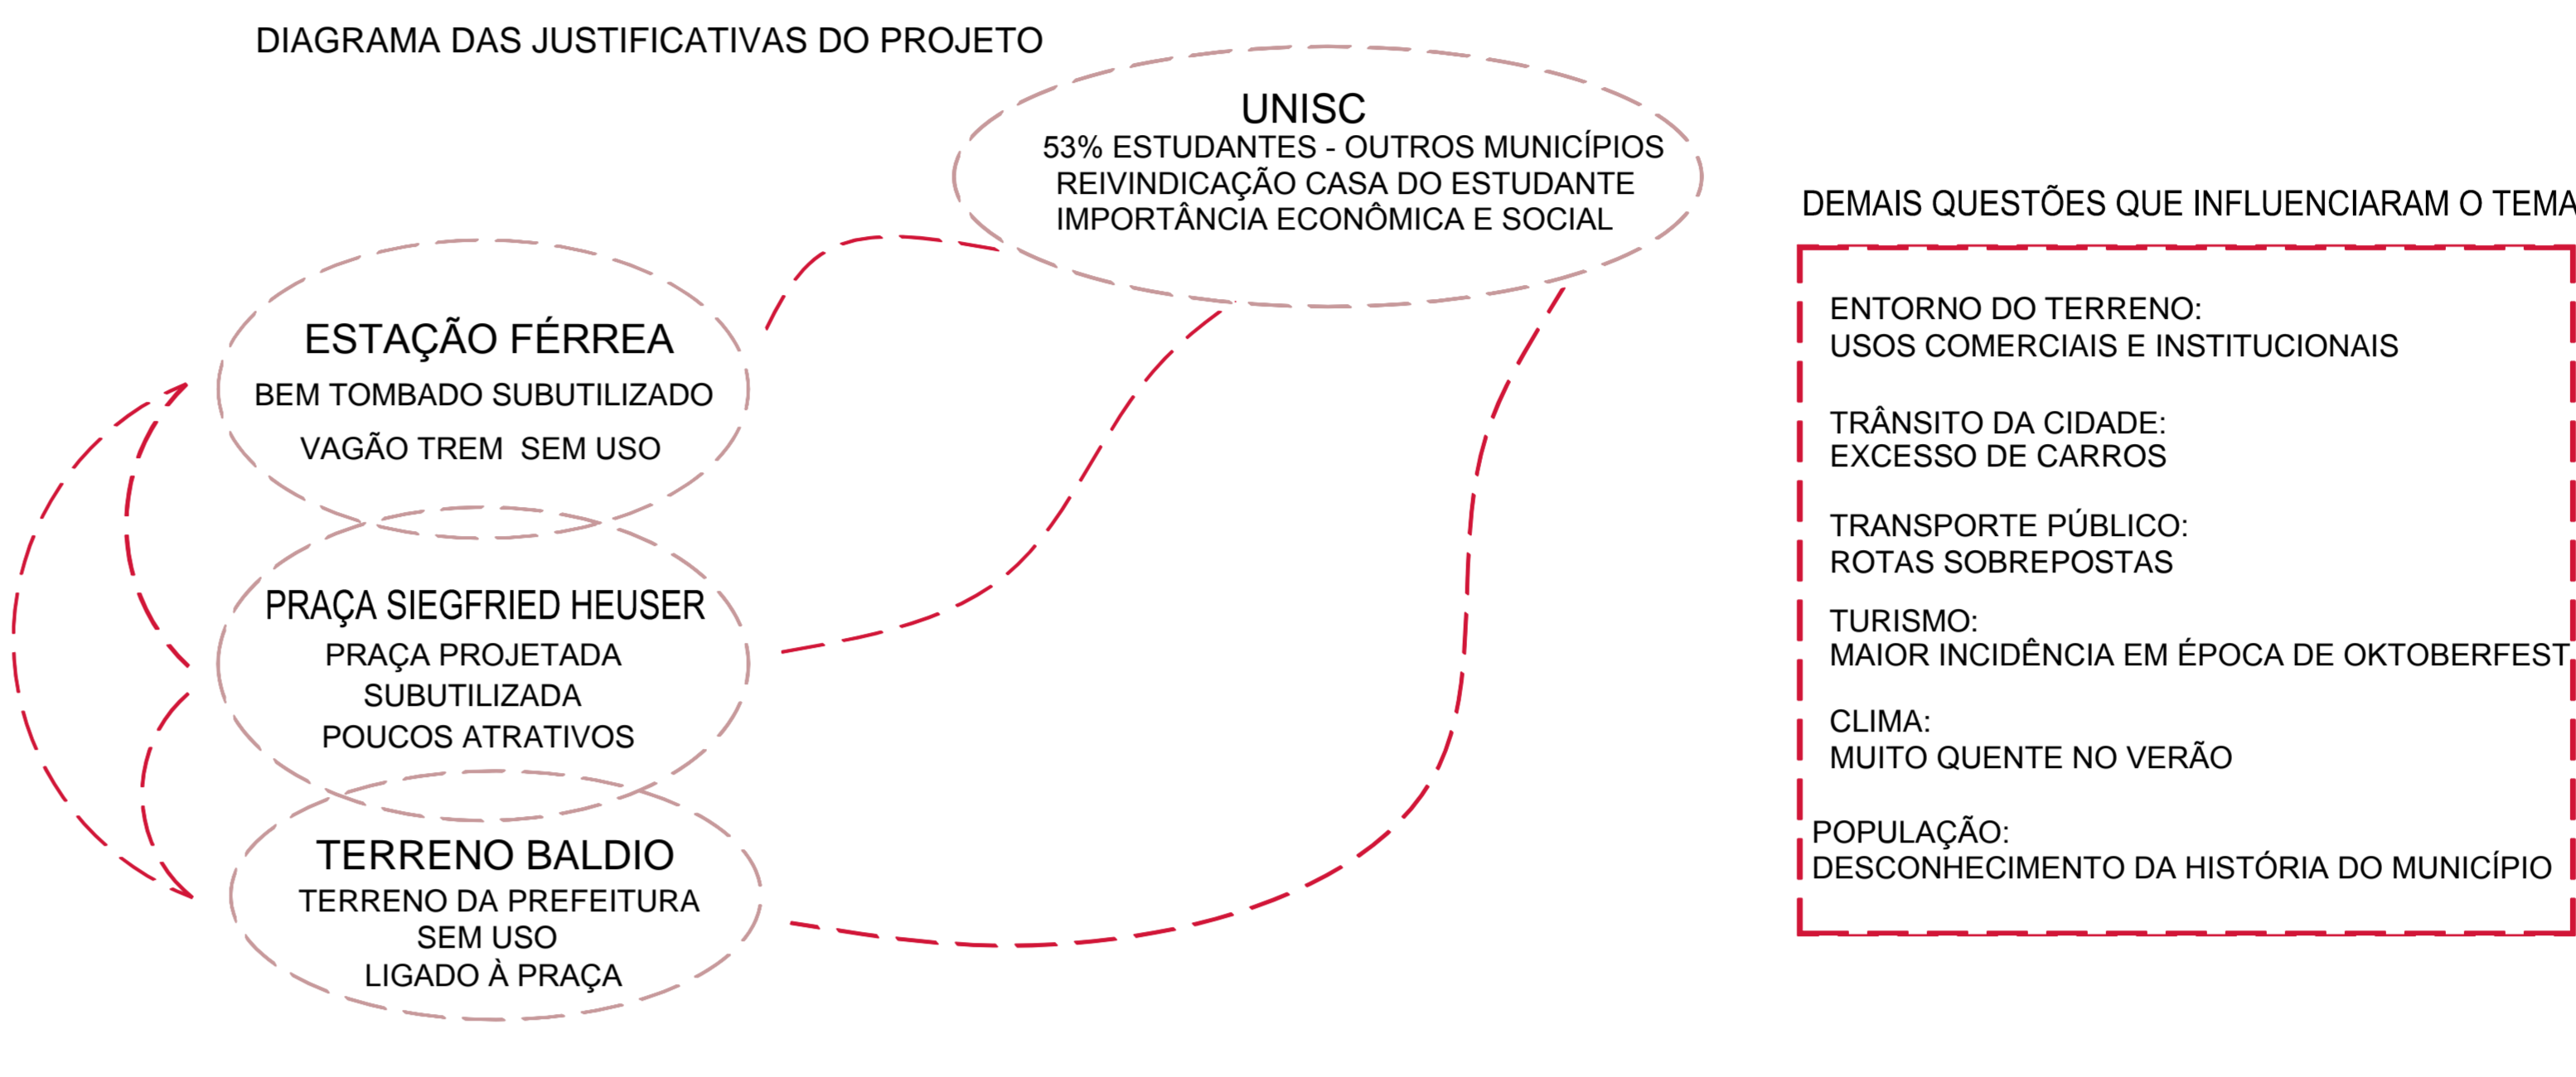 DIAGRAMA DAS JUSTIFICATIVAS DO PROJETO
UNISC
53% ESTUDANTES - OUTROS MUNICÍPIOS
REIVINDICAÇÃO CASA DO ESTUDANTE
IMPORTÂNCIA ECONÔMICA E SOCIAL
ESTAÇÃO FÉRREA
BEM TOMBADO SUBUTILIZADO
VAGÃO TREM SEM USO
PRAÇA SIEGFRIED HEUSER
PRAÇA PROJETADA
SUBUTILIZADA
POUCOS ATRATIVOS
TERRENO BALDIO
TERRENO DA PREFEITURA
SEM USO
LIGADO À PRAÇA
DEMAIS QUESTÕES QUE INFLUENCIARAM O TEMA
ENTORNO DO TERRENO:
USOS COMERCIAIS E INSTITUCIONAIS
TRÂNSITO DA CIDADE:
EXCESSO DE CARROS
TRANSPORTE PÚBLICO:
ROTAS SOBREPOSTAS
TURISMO:
MAIOR INCIDÊNCIA EM ÉPOCA DE OKTOBERFEST
CLIMA:
MUITO QUENTE NO VERÃO
POPULAÇÃO:
DESCONHECIMENTO DA HISTÓRIA DO MUNICÍPIO